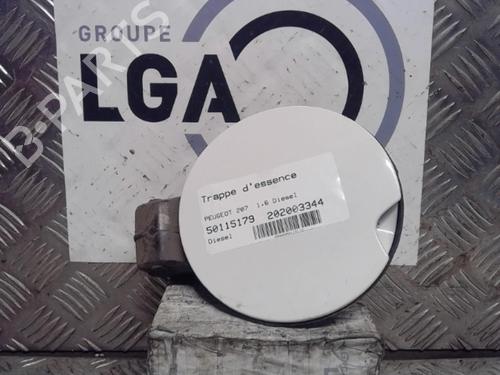 GROUPE
LGA
B-PARTS
Trappe d'essence
PEUGEOT 207 1.6 Diesel
50115179 202003344
Diesel